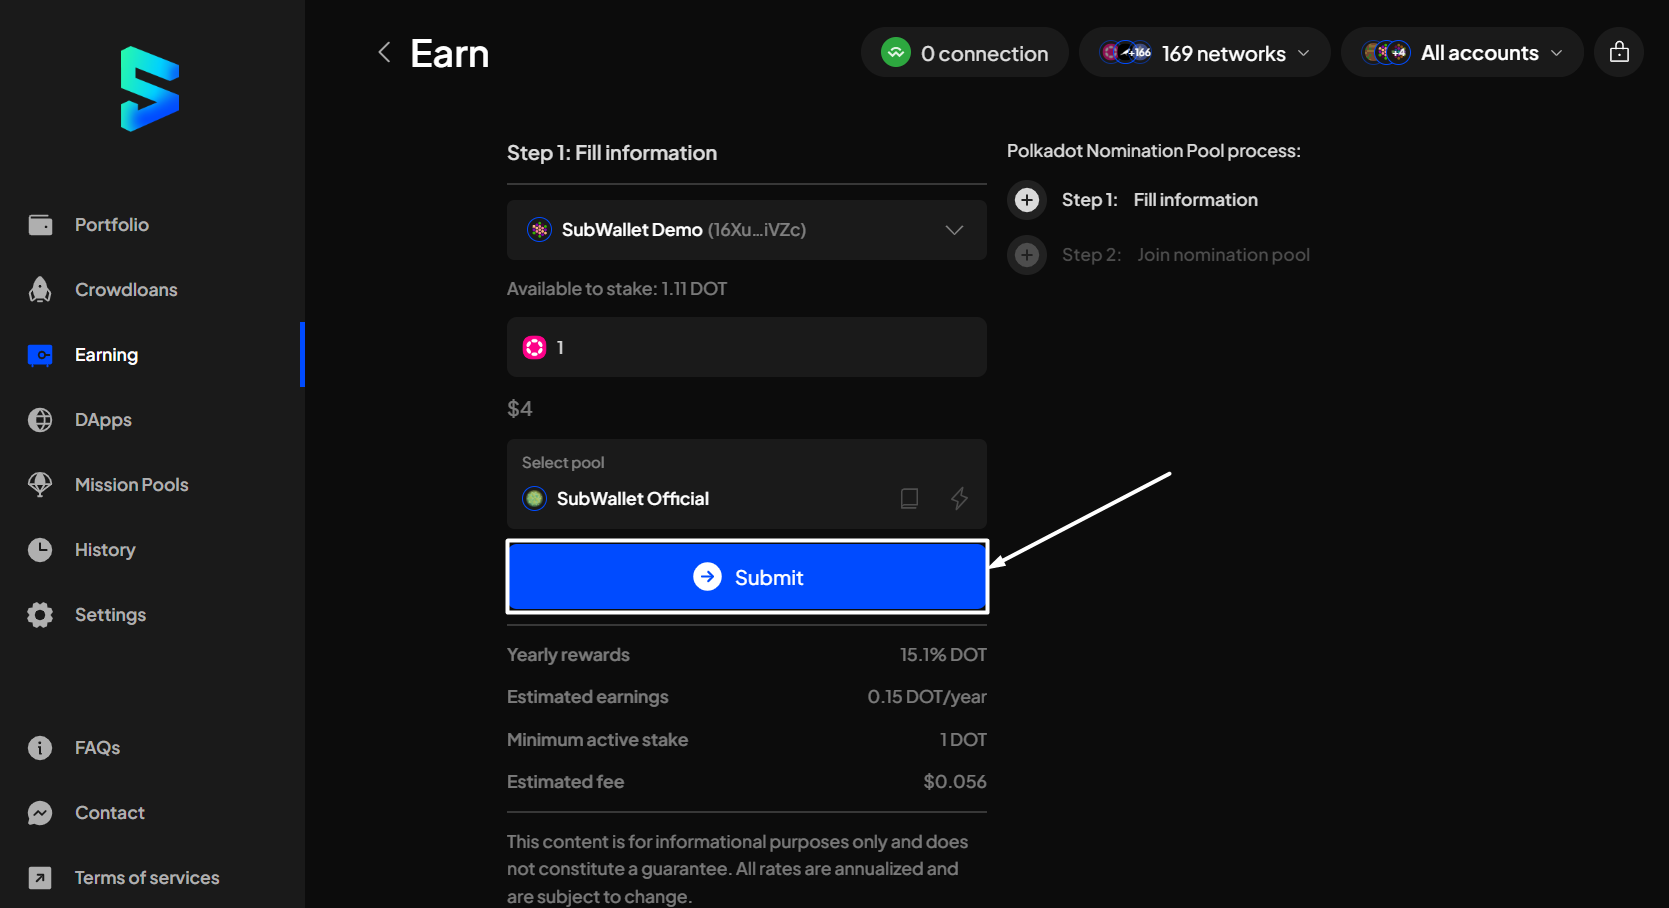 Earn
0 connection
+166
169 networks
+4
All accounts
Portfolio
Crowdloans
Earning
DApps
Mission Pools
History
Settings
FAQs
Contact
Terms of services
Step 1: Fill information
SubWallet Demo (16Xu...iVZc)
Available to stake: 1.11 DOT
1
$4
Select pool
SubWallet Official
Submit
Yearly rewards 15.1% DOT
Estimated earnings 0.15 DOT/year
Minimum active stake 1 DOT
Estimated fee $0.056
This content is for informational purposes only and does
not constitute a guarantee. All rates are annualized and
are subject to change.
Polkadot Nomination Pool process:
Step 1: Fill information
Step 2: Join nomination pool